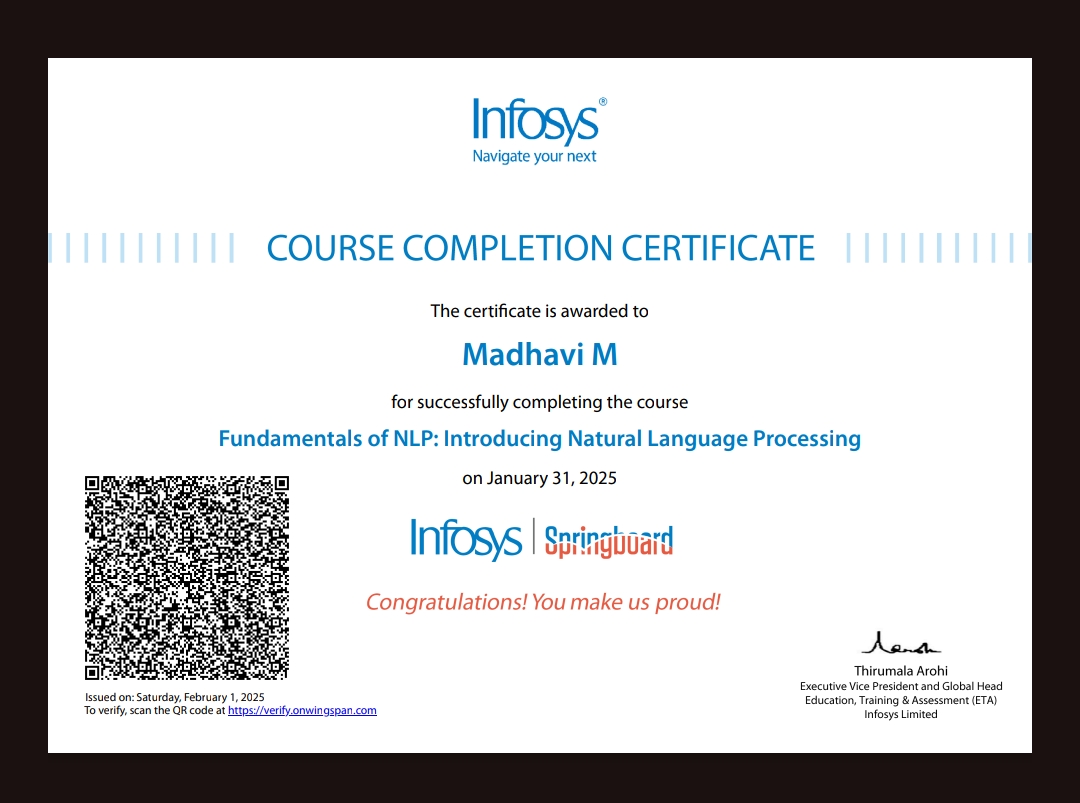 Infosys®
Navigate your next
COURSE COMPLETION CERTIFICATE
The certificate is awarded to
Madhavi M
for successfully completing the course
Fundamentals of NLP: Introducing Natural Language Processing
on January 31, 2025
Infosys | Springboard
Congratulations! You make us proud!
Issued on: Saturday, February 1, 2025
To verify, scan the QR code at https://verify.onwingspan.com
Thirumala Arohi
Executive Vice President and Global Head
Education, Training & Assessment (ETA)
Infosys Limited